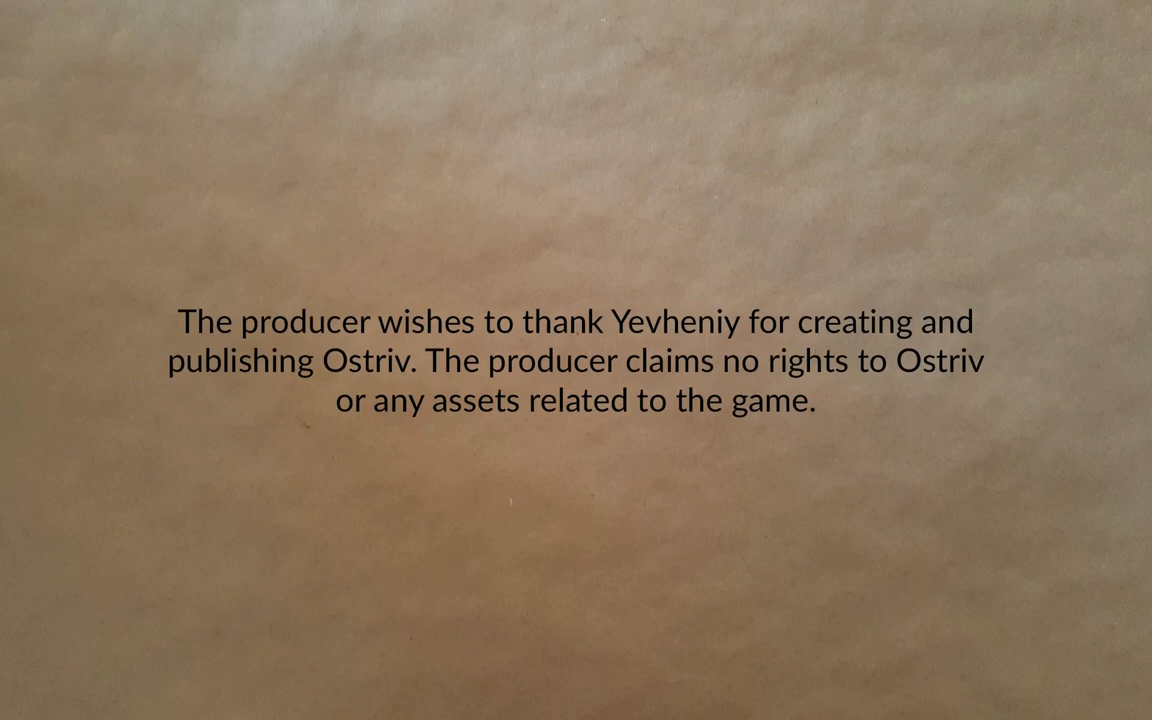 The producer wishes to thank Yevheniy for creating and
publishing Ostriv. The producer claims no rights to Ostriv
or any assets related to the game.